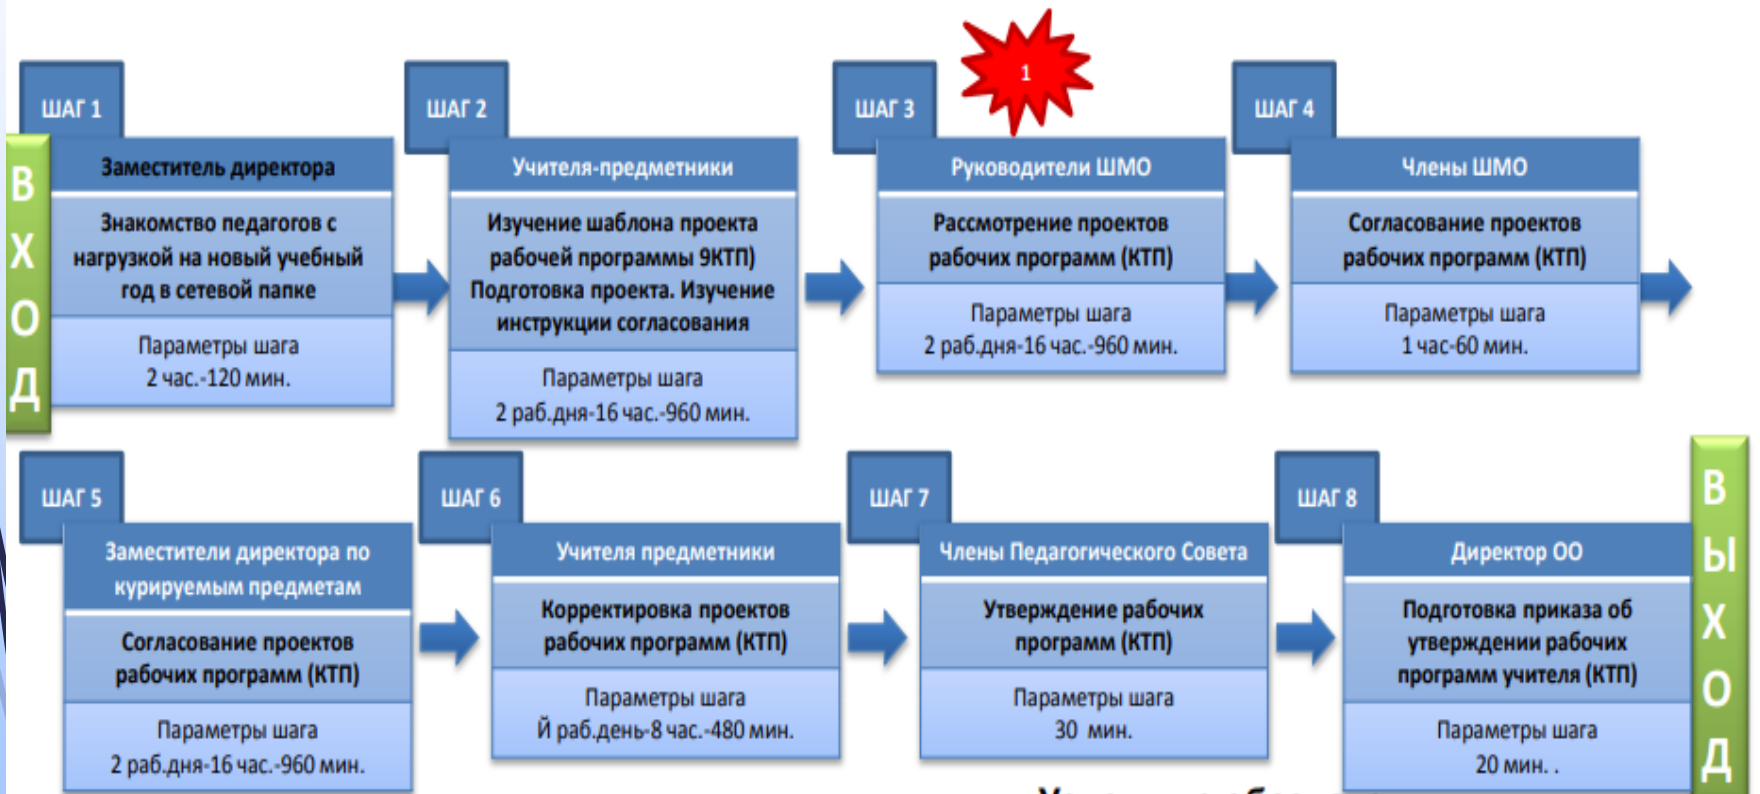 1
ШАГ 1
ШАГ 2
ШАГ 3
ШАГ 4
ВХОД
Заместитель директора
Знакомство педагогов с
нагрузкой на новый учебный
год в сетевой папке
Параметры шага
2 час.-120 мин.
Учителя-предметники
Изучение шаблона проекта
рабочей программы 9КТП)
Подготовка проекта. Изучение
инструкции согласования
Параметры шага
2 раб.дня-16 час.-960 мин.
Руководители ШМО
Рассмотрение проектов
рабочих программ (КТП)
Параметры шага
2 раб.дня-16 час.-960 мин.
Члены ШМО
Согласование проектов
рабочих программ (КТП)
Параметры шага
1 час-60 мин.
ШАГ 5
ШАГ 6
ШАГ 7
ШАГ 8
Заместители директора по
курируемым предметам
Согласование проектов
рабочих программ (КТП)
Параметры шага
2 раб.дня-16 час.-960 мин.
Учителя предметники
Корректировка проектов
рабочих программ (КТП)
Параметры шага
Й раб.день-8 час.-480 мин.
Члены Педагогического Совета
Утверждение рабочих
программ (КТП)
Параметры шага
30 мин.
Директор ОО
Подготовка приказа об
утверждении рабочих
программ учителя (КТП)
Параметры шага
20 мин. .
ВЫХОД